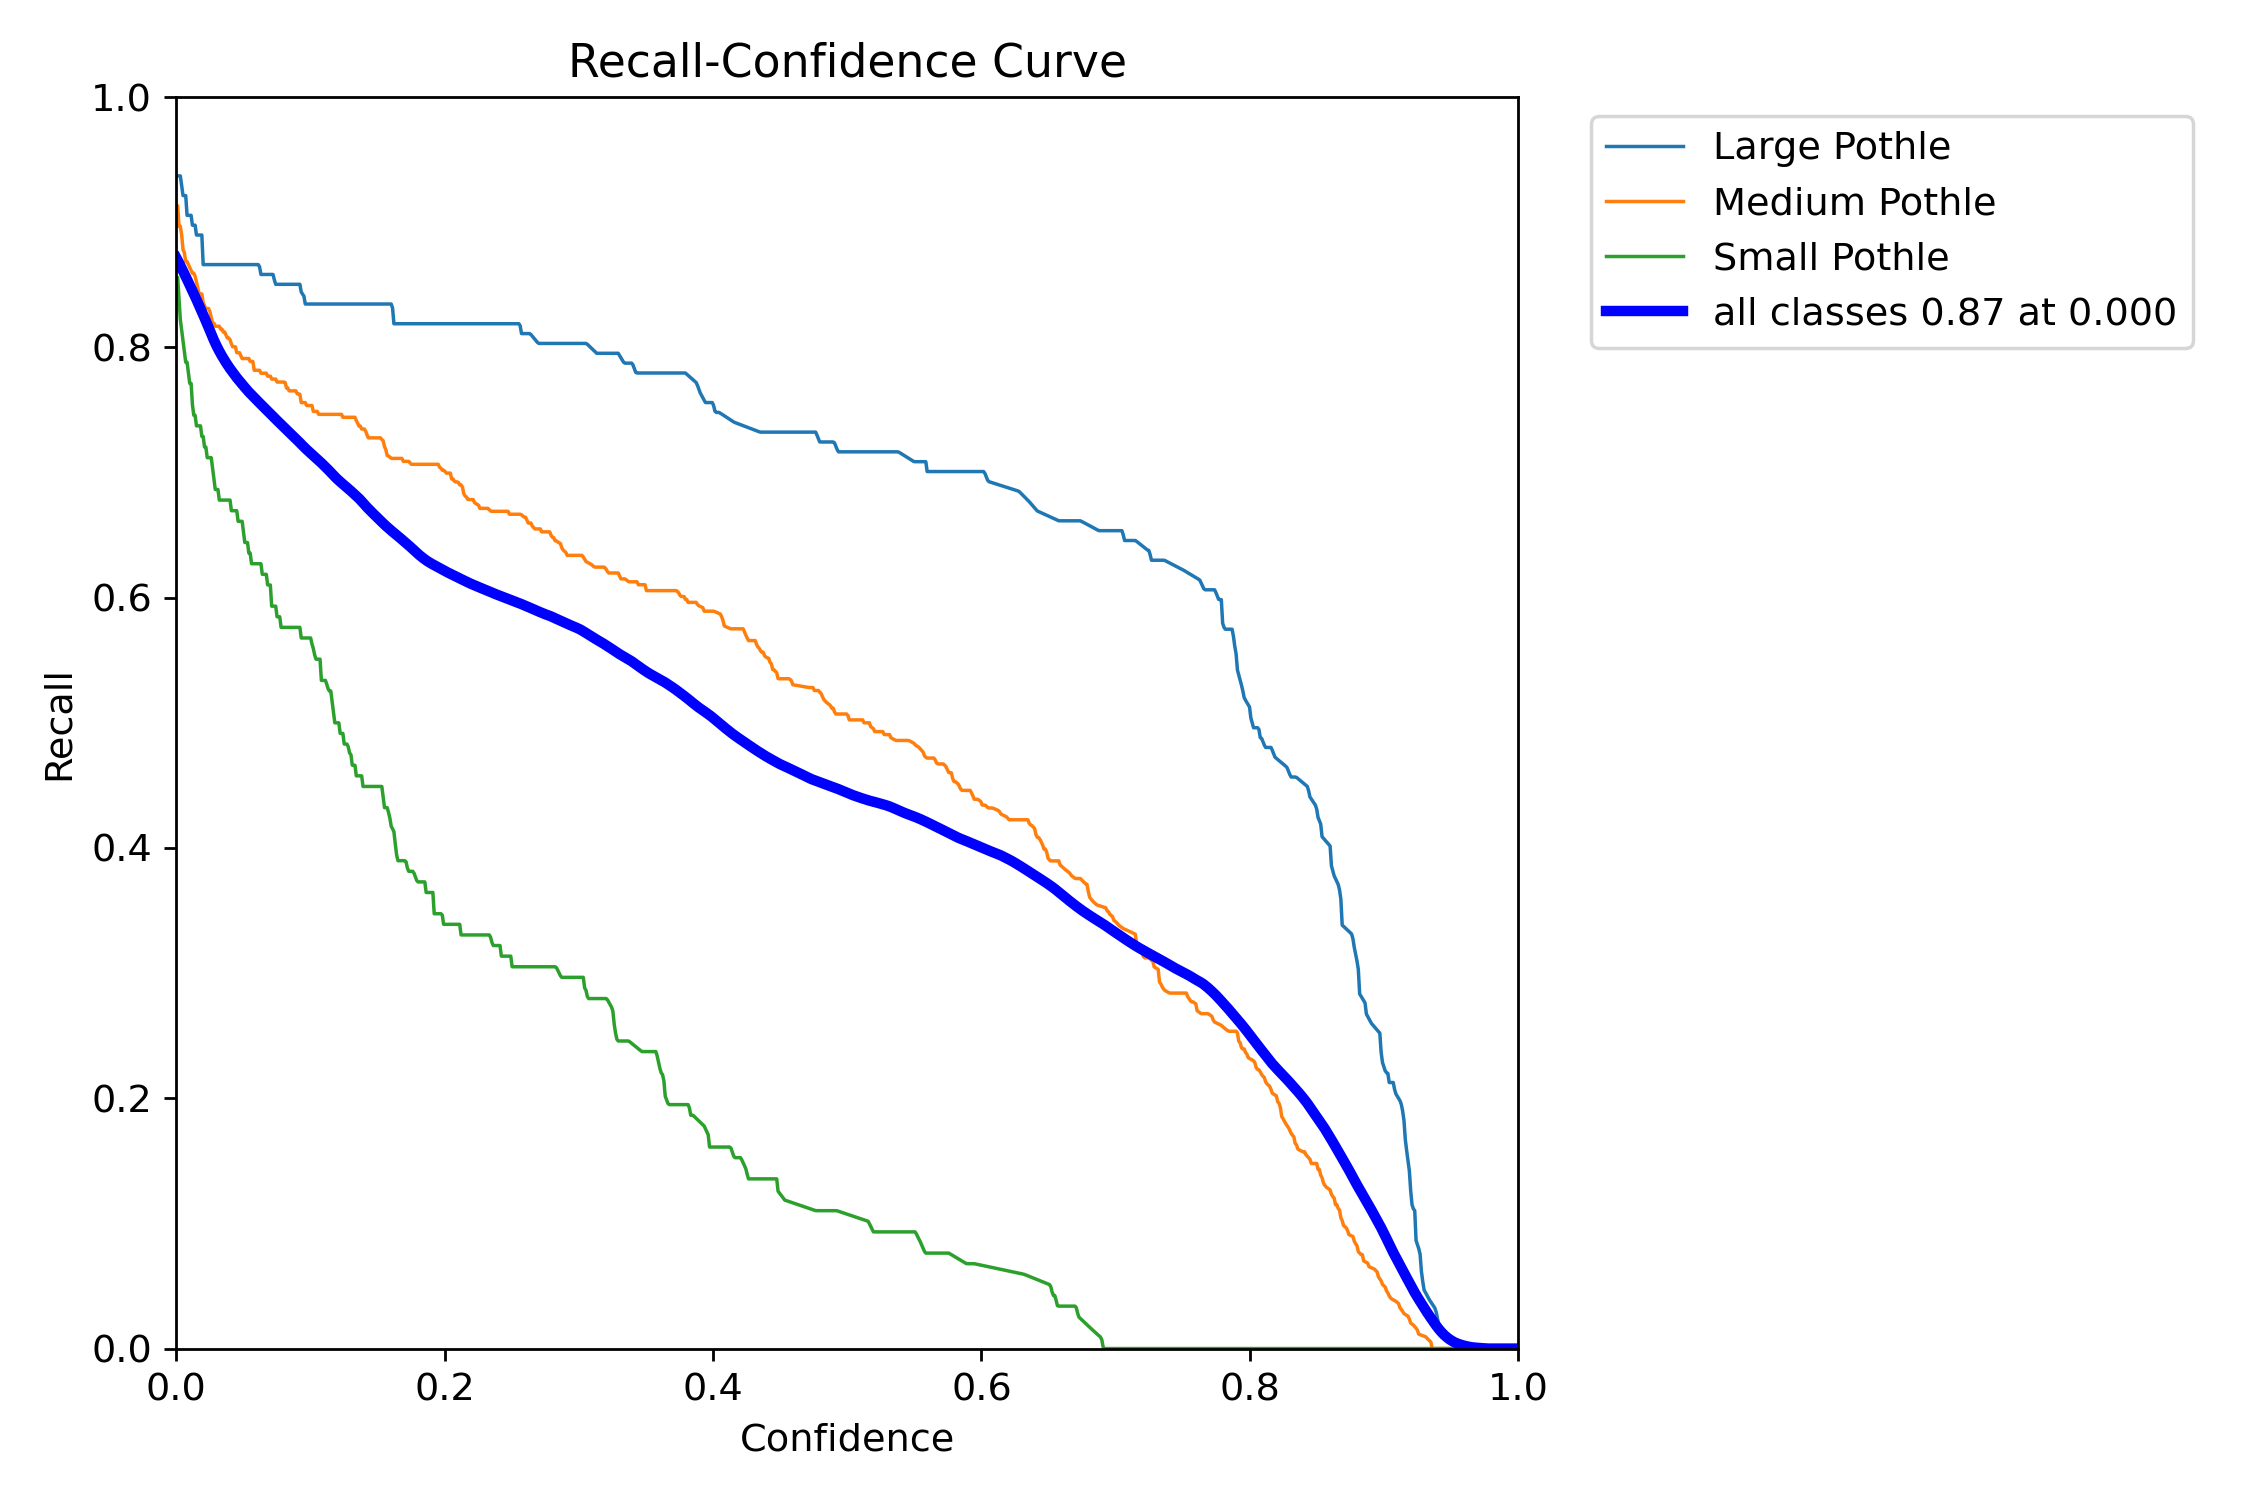 Recall-Confidence Curve
1.0
0.8
0.6
0.4
0.2
0.0
Recall
0.0 0.2 0.4 0.6 0.8 1.0
Confidence
Large Pothle
Medium Pothle
Small Pothle
all classes 0.87 at 0.000